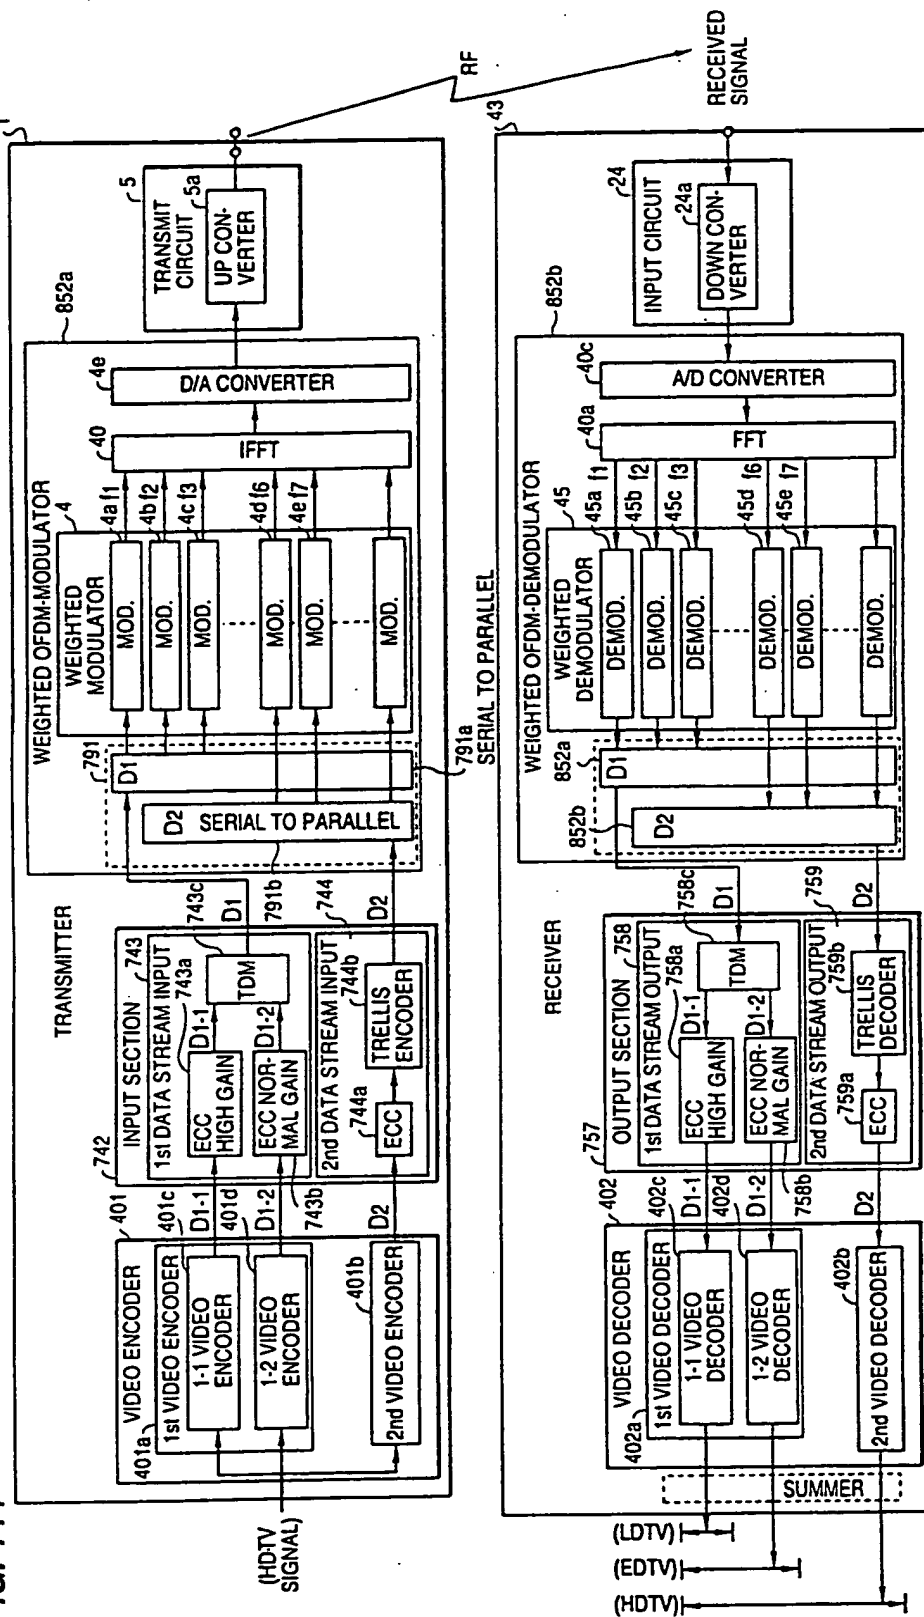 TRANSMITTER
1
(HDTV
SIGNAL)
VIDEO ENCODER
401
1st VIDEO ENCODER
401a
1-1 VIDEO
ENCODER
401c
1-2 VIDEO
ENCODER
401d
2nd VIDEO ENCODER
401b
D1-1
D1-2
D2
742
INPUT SECTION
743
1st DATA STREAM INPUT
743a
743c
ECC
HIGH GAIN
D1-1
TDM
ECC NOR-
MAL GAIN
D1-2
743b
2nd DATA STREAM INPUT
744
744a
744b
ECC
TRELLIS
ENCODER
D1
D2
WEIGHTED OFDM-MODULATOR
852a
791
D1
D2
SERIAL TO PARALLEL
791b
791a
SERIAL TO PARALLEL
WEIGHTED
MODULATOR
4
MOD.
MOD.
MOD.
MOD.
MOD.
MOD.
4a f1
4b f2
4c f3
4d f6
4e f7
40
IFFT
4e
D/A CONVERTER
5
TRANSMIT
CIRCUIT
5a
UP CON-
VERTER
RF
RECEIVED
SIGNAL
RECEIVER
43
INPUT CIRCUIT
24
24a
DOWN CON-
VERTER
WEIGHTED OFDM-DEMODULATOR
852b
40c
A/D CONVERTER
40a
FFT
WEIGHTED
DEMODULATOR
45
45a f1
45b f2
45c f3
45d f6
45e f7
DEMOD.
DEMOD.
DEMOD.
DEMOD.
DEMOD.
DEMOD.
852a
D1
852b
D2
D1
D2
757
OUTPUT SECTION
758
1st DATA STREAM OUTPUT
758a
758c
ECC
HIGH GAIN
D1-1
TDM
ECC NOR-
MAL GAIN
D1-2
758b
2nd DATA STREAM OUTPUT
759
759a
759b
ECC
TRELLIS
DECODER
D1-1
D1-2
D2
VIDEO DECODER
402
1st VIDEO DECODER
402a
402c
1-1 VIDEO
DECODER
402d
1-2 VIDEO
DECODER
402b
2nd VIDEO DECODER
SUMMER
(LDTV)
(EDTV)
(HDTV)